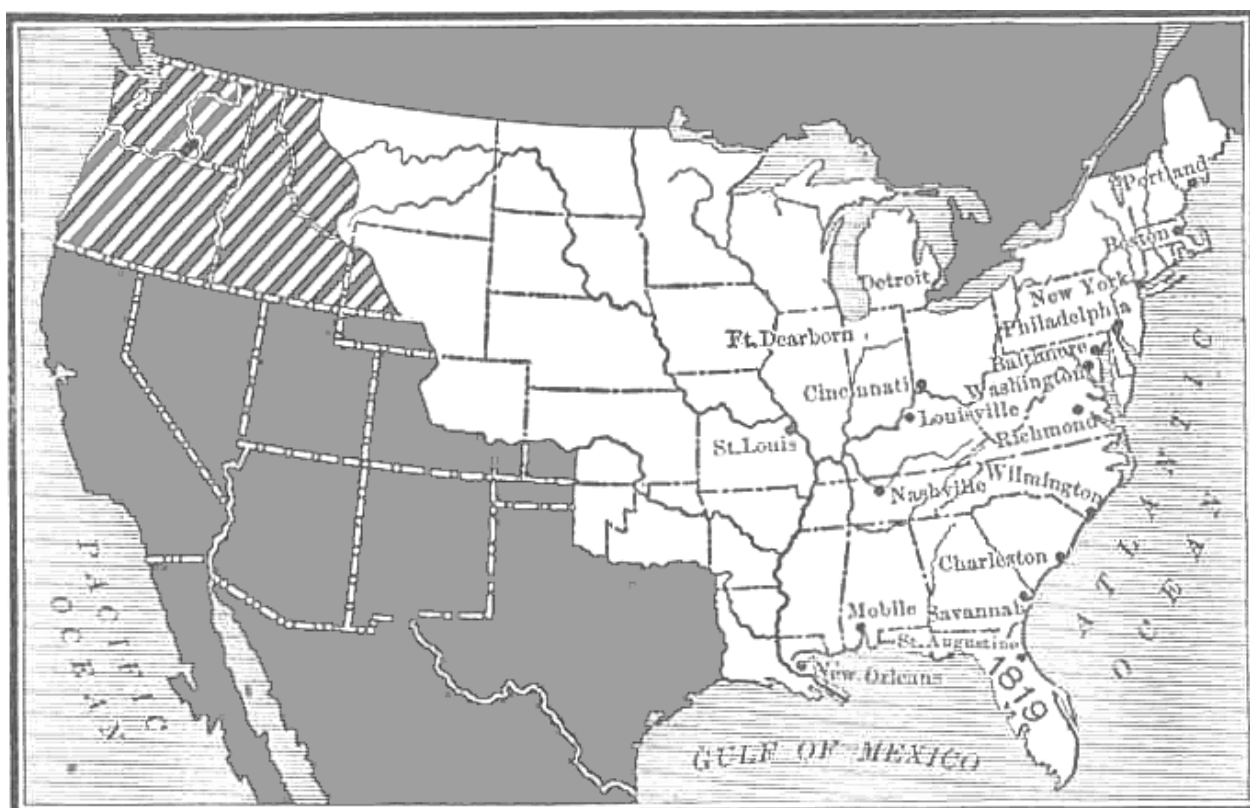 Portland
Boston
Detroit
New York
Philadelphia
Ft. Dearborn
Baltimore
Cincinnati
Washington
Louisville
Richmond
St. Louis
Nashville
Wilmington
Charleston
Mobile
Savannah
St. Augustine
New Orleans
1819
PACIFIC
OCEAN
ATLANTIC
OCEAN
GULF OF MEXICO